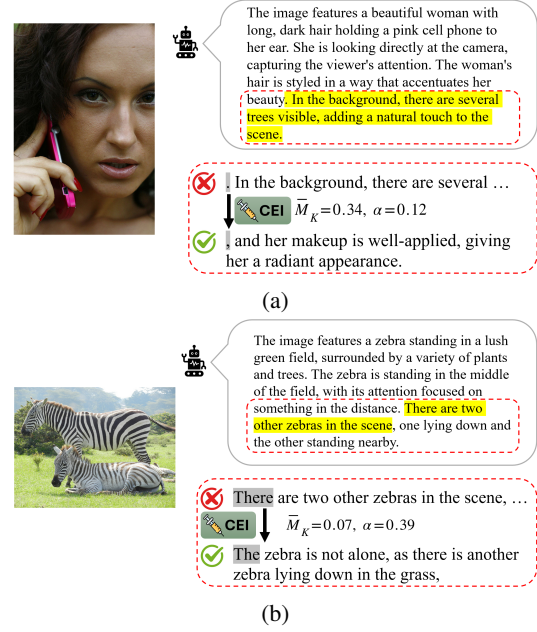 The image features a beautiful woman with
long, dark hair holding a pink cell phone to
her ear. She is looking directly at the camera,
capturing the viewer's attention. The woman's
hair is styled in a way that accentuates her
beauty. In the background, there are several
trees visible, adding a natural touch to the
scene.
. In the background, there are several ...
CEI M̅_K=0.34, α=0.12
, and her makeup is well-applied, giving
her a radiant appearance.
(a)
The image features a zebra standing in a lush
green field, surrounded by a variety of plants
and trees. The zebra is standing in the middle
of the field, with its attention focused on
something in the distance. There are two
other zebras in the scene, one lying down and
the other standing nearby.
There are two other zebras in the scene, ...
CEI M̅_K=0.07, α=0.39
The zebra is not alone, as there is another
zebra lying down in the grass,
(b)